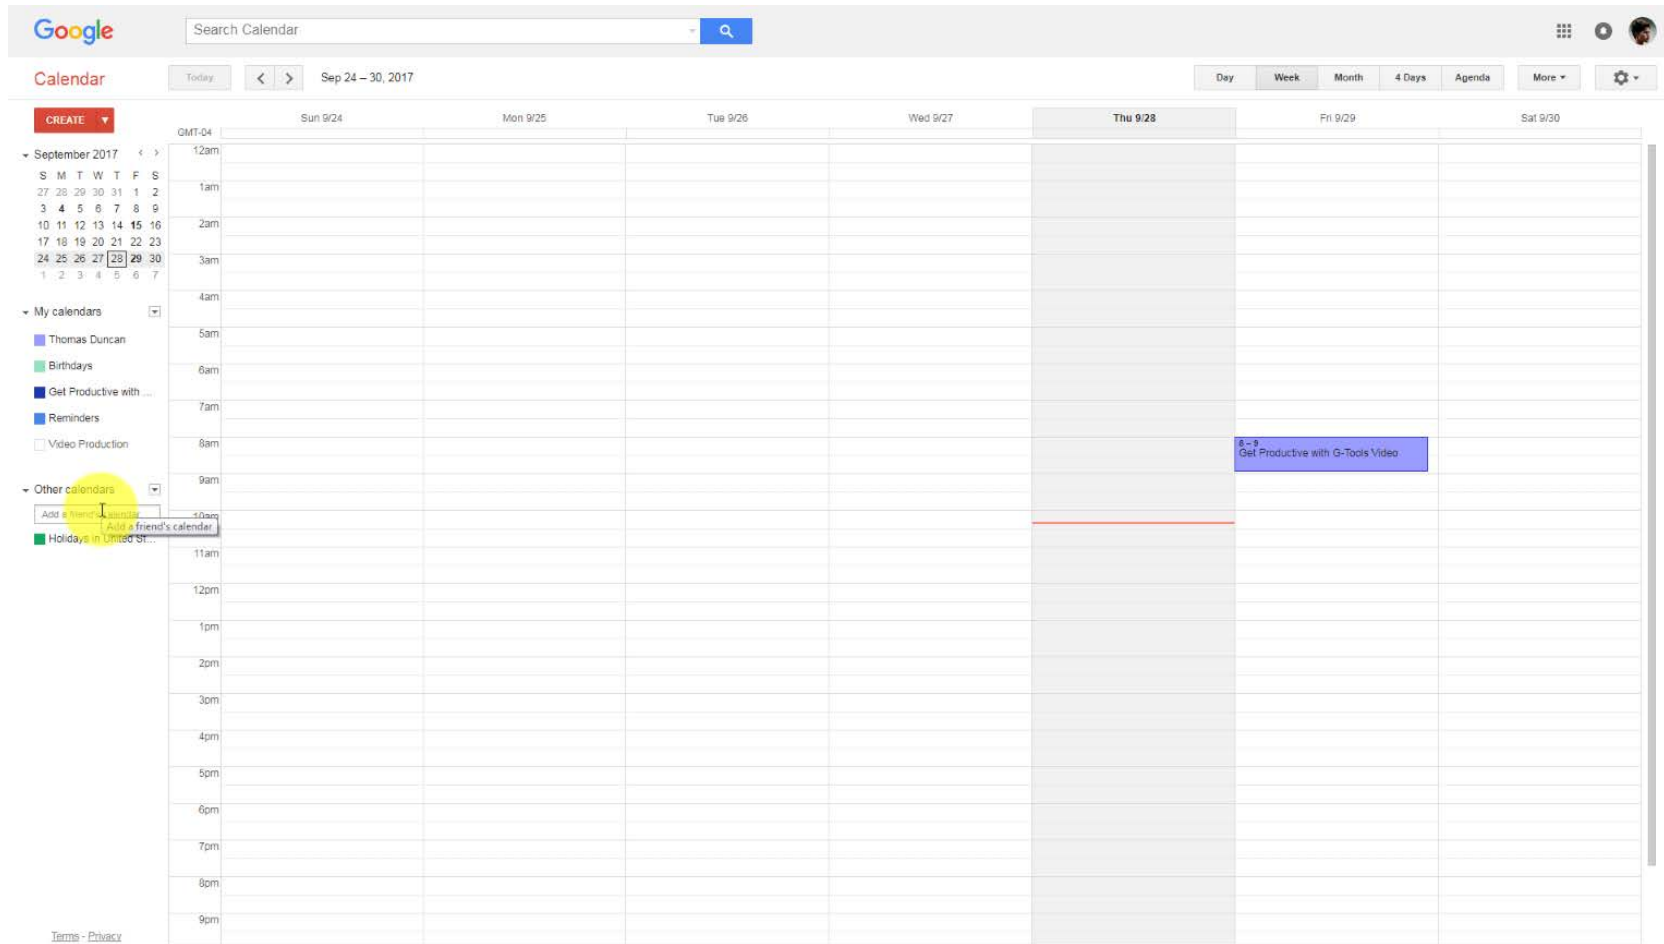 Google
Search Calendar
Calendar
Today
Sep 24 – 30, 2017
Day
Week
Month
4 Days
Agenda
More
CREATE
GMT-04
Sun 9/24
Mon 9/25
Tue 9/26
Wed 9/27
Thu 9/28
Fri 9/29
Sat 9/30
September 2017
S M T W T F S
27 28 29 30 31 1 2
3 4 5 6 7 8 9
10 11 12 13 14 15 16
17 18 19 20 21 22 23
24 25 26 27 28 29 30
1 2 3 4 5 6 7
My calendars
Thomas Duncan
Birthdays
Get Productive with ...
Reminders
Video Production
Other calendars
Add a friend's calendar
Add a friend's calendar
Holidays in United St...
Terms - Privacy
12am
1am
2am
3am
4am
5am
6am
7am
8am
9am
10am
11am
12pm
1pm
2pm
3pm
4pm
5pm
6pm
7pm
8pm
9pm
8 – 9
Get Productive with G-Tools Video